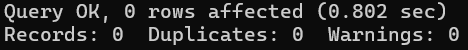 Query OK, 0 rows affected (0.802 sec)
Records: 0  Duplicates: 0  Warnings: 0